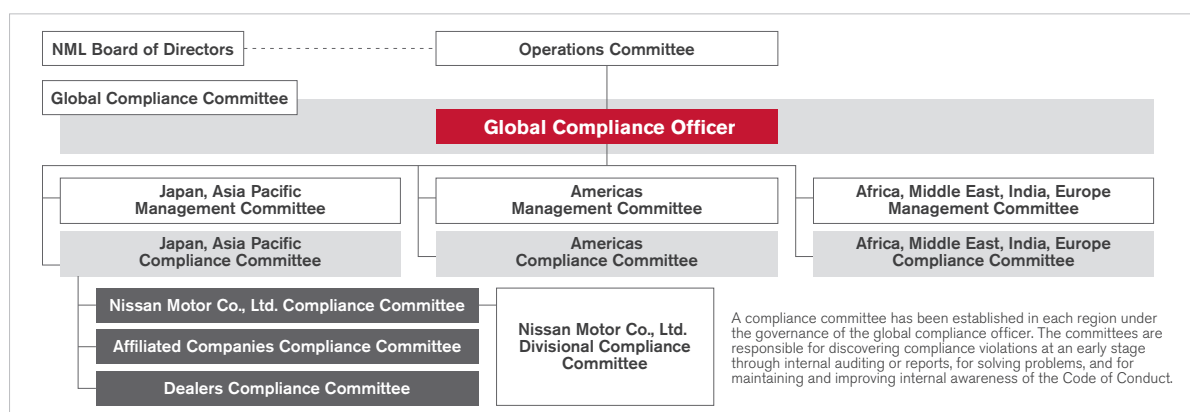 NML Board of Directors
Operations Committee
Global Compliance Committee
Global Compliance Officer
Japan, Asia Pacific
Management Committee
Americas
Management Committee
Africa, Middle East, India, Europe
Management Committee
Japan, Asia Pacific
Compliance Committee
Americas
Compliance Committee
Africa, Middle East, India, Europe
Compliance Committee
Nissan Motor Co., Ltd. Compliance Committee
Affiliated Companies Compliance Committee
Dealers Compliance Committee
Nissan Motor Co., Ltd.
Divisional Compliance
Committee
A compliance committee has been established in each region under
the governance of the global compliance officer. The committees are
responsible for discovering compliance violations at an early stage
through internal auditing or reports, for solving problems, and for
maintaining and improving internal awareness of the Code of Conduct.